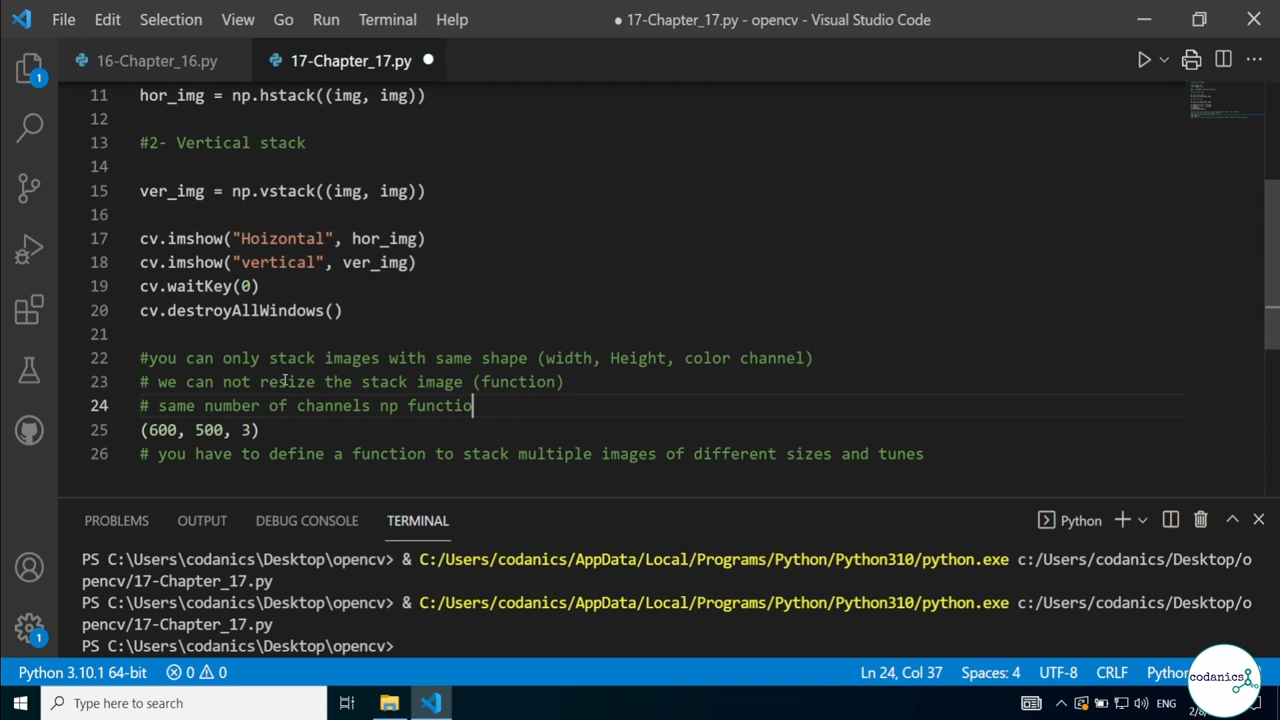 File Edit Selection View Go Run Terminal Help
● 17-Chapter_17.py - opencv - Visual Studio Code
16-Chapter_16.py 17-Chapter_17.py
11 hor_img = np.hstack((img, img))
12
13 #2- Vertical stack
14
15 ver_img = np.vstack((img, img))
16
17 cv.imshow("Hoizontal", hor_img)
18 cv.imshow("vertical", ver_img)
19 cv.waitKey(0)
20 cv.destroyAllWindows()
21
22 #you can only stack images with same shape (width, Height, color channel)
23 # we can not resize the stack image (function)
24 # same number of channels np functio
25 (600, 500, 3)
26 # you have to define a function to stack multiple images of different sizes and tunes
1
PROBLEMS OUTPUT DEBUG CONSOLE TERMINAL Python
PS C:\Users\codanics\Desktop\opencv> & C:/Users/codanics/AppData/Local/Programs/Python/Python310/python.exe c:/Users/codanics/Desktop/o
pencv/17-Chapter_17.py
PS C:\Users\codanics\Desktop\opencv> & C:/Users/codanics/AppData/Local/Programs/Python/Python310/python.exe c:/Users/codanics/Desktop/o
pencv/17-Chapter_17.py
PS C:\Users\codanics\Desktop\opencv>
1
Python 3.10.1 64-bit 0 0 Ln 24, Col 37 Spaces: 4 UTF-8 CRLF Python
codanics
Type here to search ENG